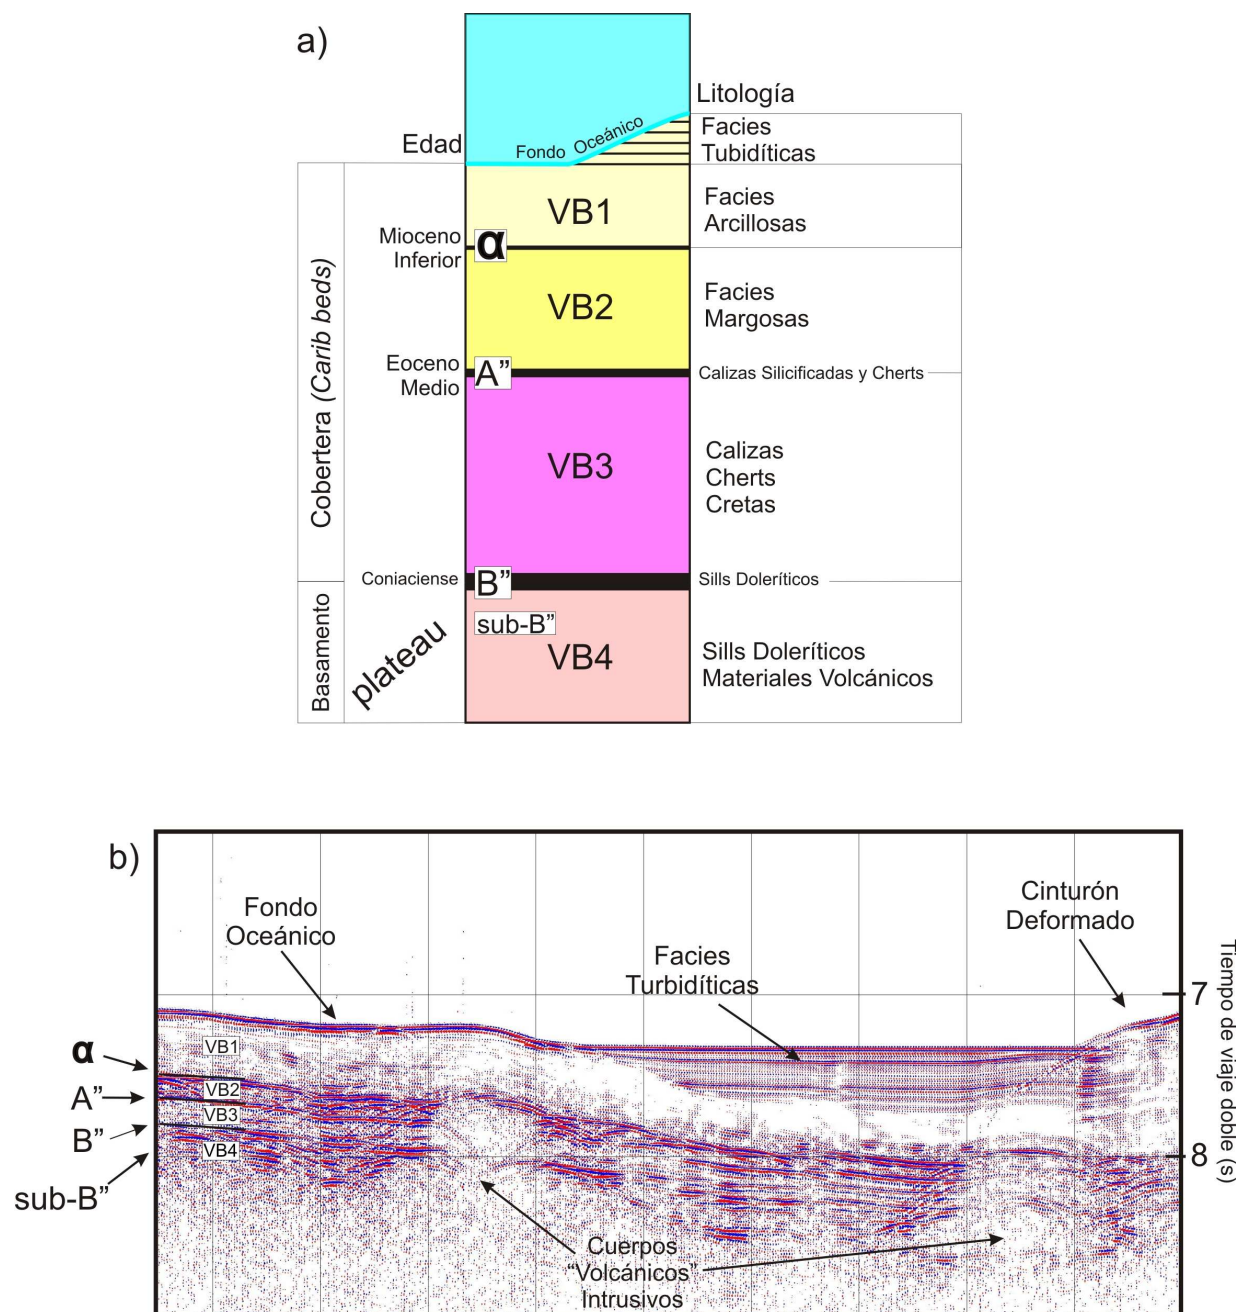 a)
Litología
Edad
Fondo Oceánico
Facies
Tubidíticas
VB1
Facies
Arcillosas
Mioceno
Inferior
α
VB2
Facies
Margosas
Eoceno
Medio
A”
Calizas Silicificadas y Cherts
VB3
Calizas
Cherts
Cretas
Cobertera (Carib beds)
Coniaciense
B”
Sills Doleríticos
sub-B”
VB4
Sills Doleríticos
Materiales Volcánicos
Basamento
plateau
b)
Fondo
Oceánico
Facies
Turbidíticas
Cinturón
Deformado
Tiempo de viaje doble (s)
7
8
α
A”
B”
sub-B”
VB1
VB2
VB3
VB4
Cuerpos
“Volcánicos”
Intrusivos